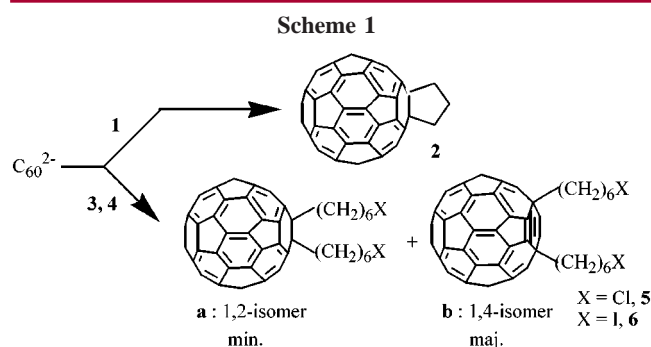 Scheme 1
1
2
C60 2-
3, 4
(CH2)6X
(CH2)6X
+
(CH2)6X
(CH2)6X
a : 1,2-isomer
min.
b : 1,4-isomer
maj.
X = Cl, 5
X = I, 6